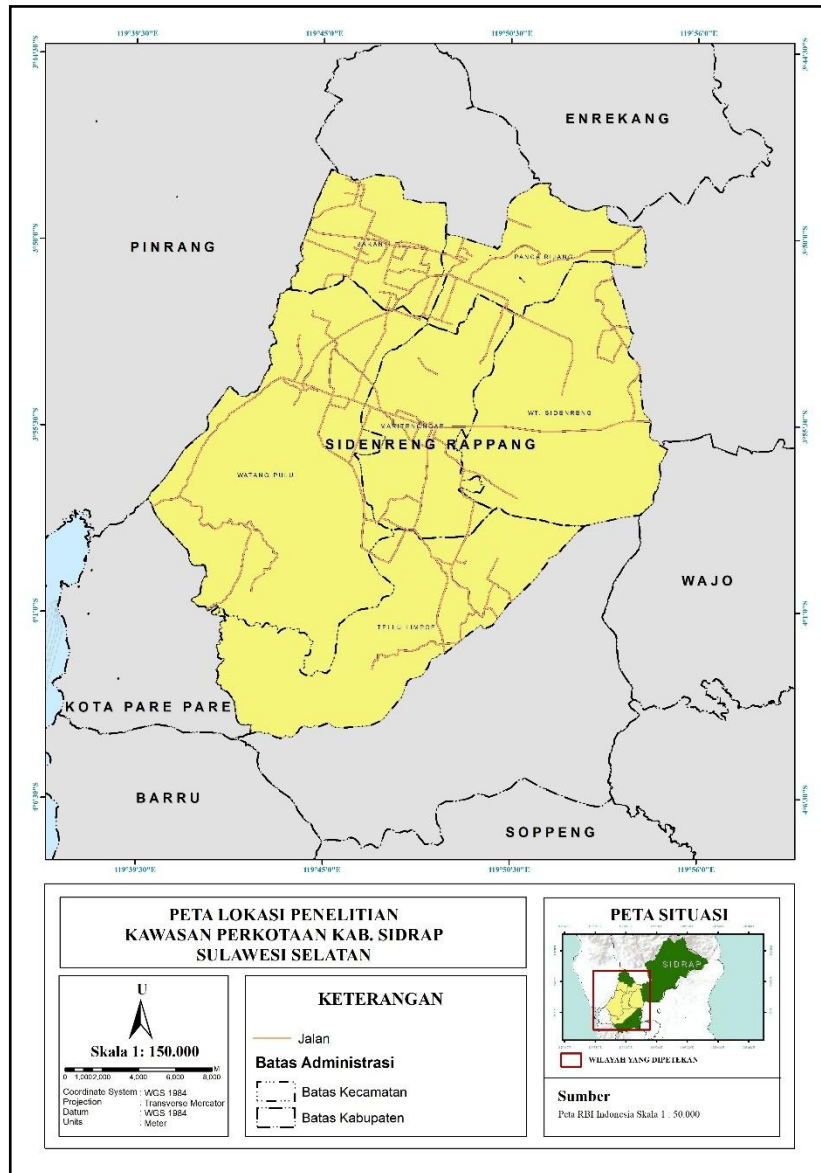 119°39'30"E 119°45'0"E 119°50'30"E 119°56'0"E
ENREKANG
PINRANG
PANCA RIJANG
WT. SIDENRENG
SIDENRENG RAPPANG
WATANG PULU
WAJO
TELLU LIMPOE
KOTA PARE PARE
BARRU
SOPPENG
119°39'30"E 119°45'0"E 119°50'30"E 119°56'0"E
PETA LOKASI PENELITIAN
KAWASAN PERKOTAAN KAB. SIDRAP
SULAWESI SELATAN
U
Skala 1: 150.000
0 1,0002,000 4,000 6,000 8,000
M
Coordinate System : WGS 1984
Projection : Transverse Mercator
Datum : WGS 1984
Units : Meter
KETERANGAN
Jalan
Batas Administrasi
Batas Kecamatan
Batas Kabupaten
PETA SITUASI
SIDRAP
WILAYAH YANG DIPETEKAN
Sumber
Peta RBI Indonesia Skala 1 : 50.000